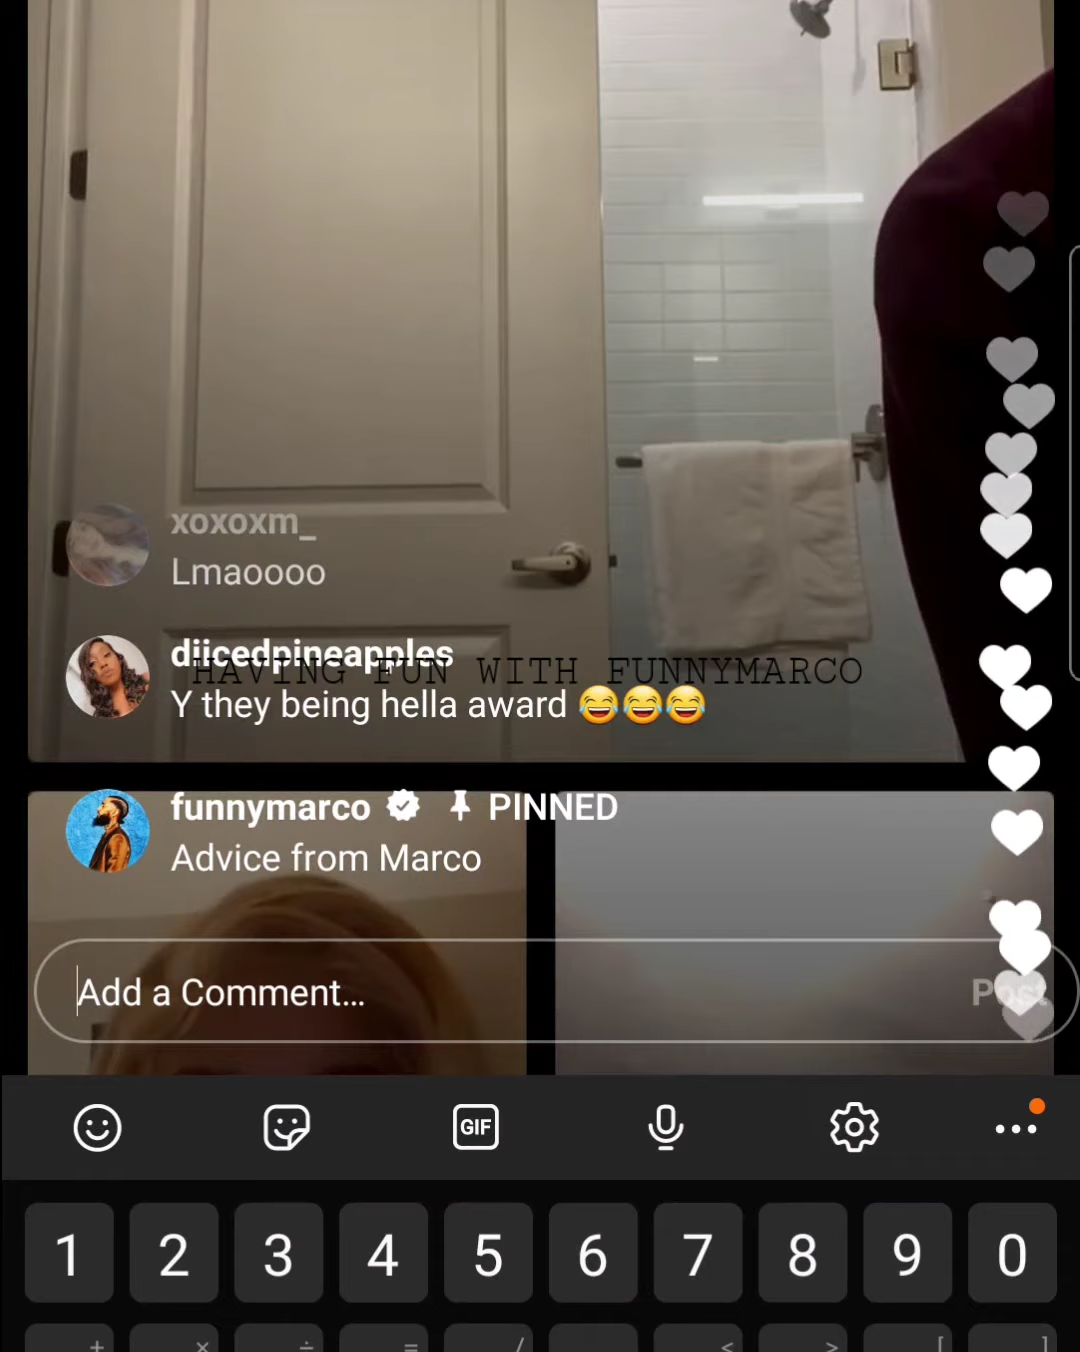 xoxoxm_
Lmaoooo
diicedpineapples
HAVING FUN WITH FUNNYMARCO
Y they being hella award 😂😂😂
funnymarco PINNED
Advice from Marco
Add a Comment...
Post
GIF
1 2 3 4 5 6 7 8 9 0
+ × ÷ = / < > [ ]